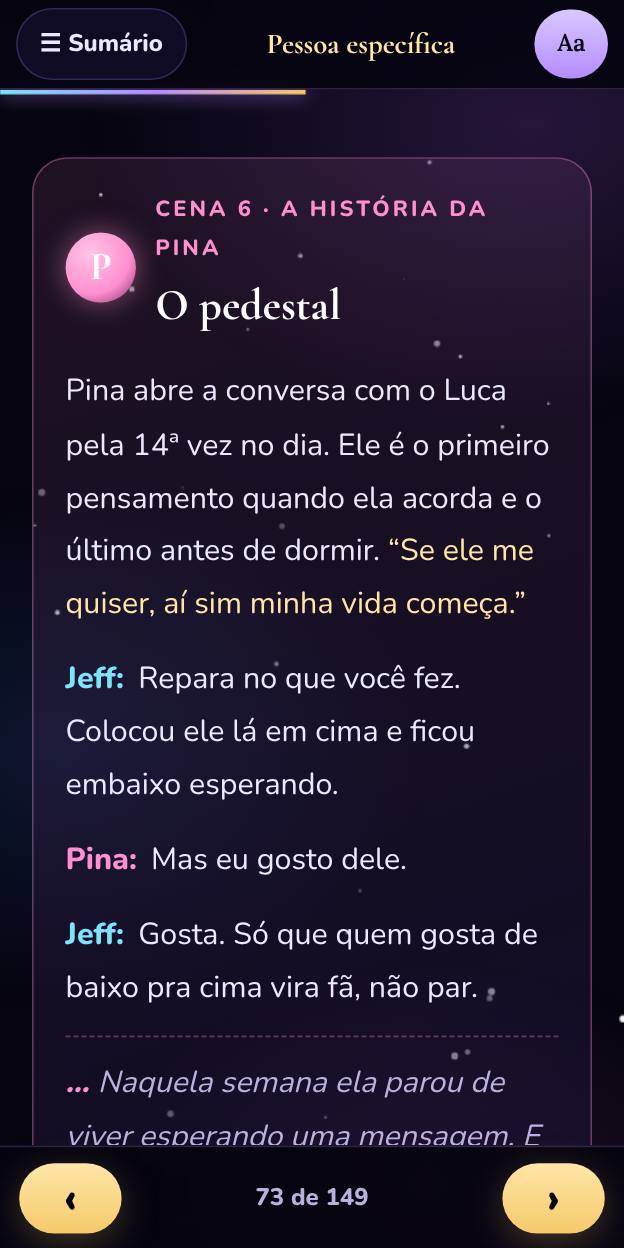 ☰ Sumário
Pessoa específica
Aa
CENA 6 · A HISTÓRIA DA
PINA
P
O pedestal
Pina abre a conversa com o Luca
pela 14ª vez no dia. Ele é o primeiro
pensamento quando ela acorda e o
último antes de dormir. “Se ele me
quiser, aí sim minha vida começa.”
Jeff: Repara no que você fez.
Colocou ele lá em cima e ficou
embaixo esperando.
Pina: Mas eu gosto dele.
Jeff: Gosta. Só que quem gosta de
baixo pra cima vira fã, não par.
... Naquela semana ela parou de
viver esperando uma mensagem. E
‹
73 de 149
›